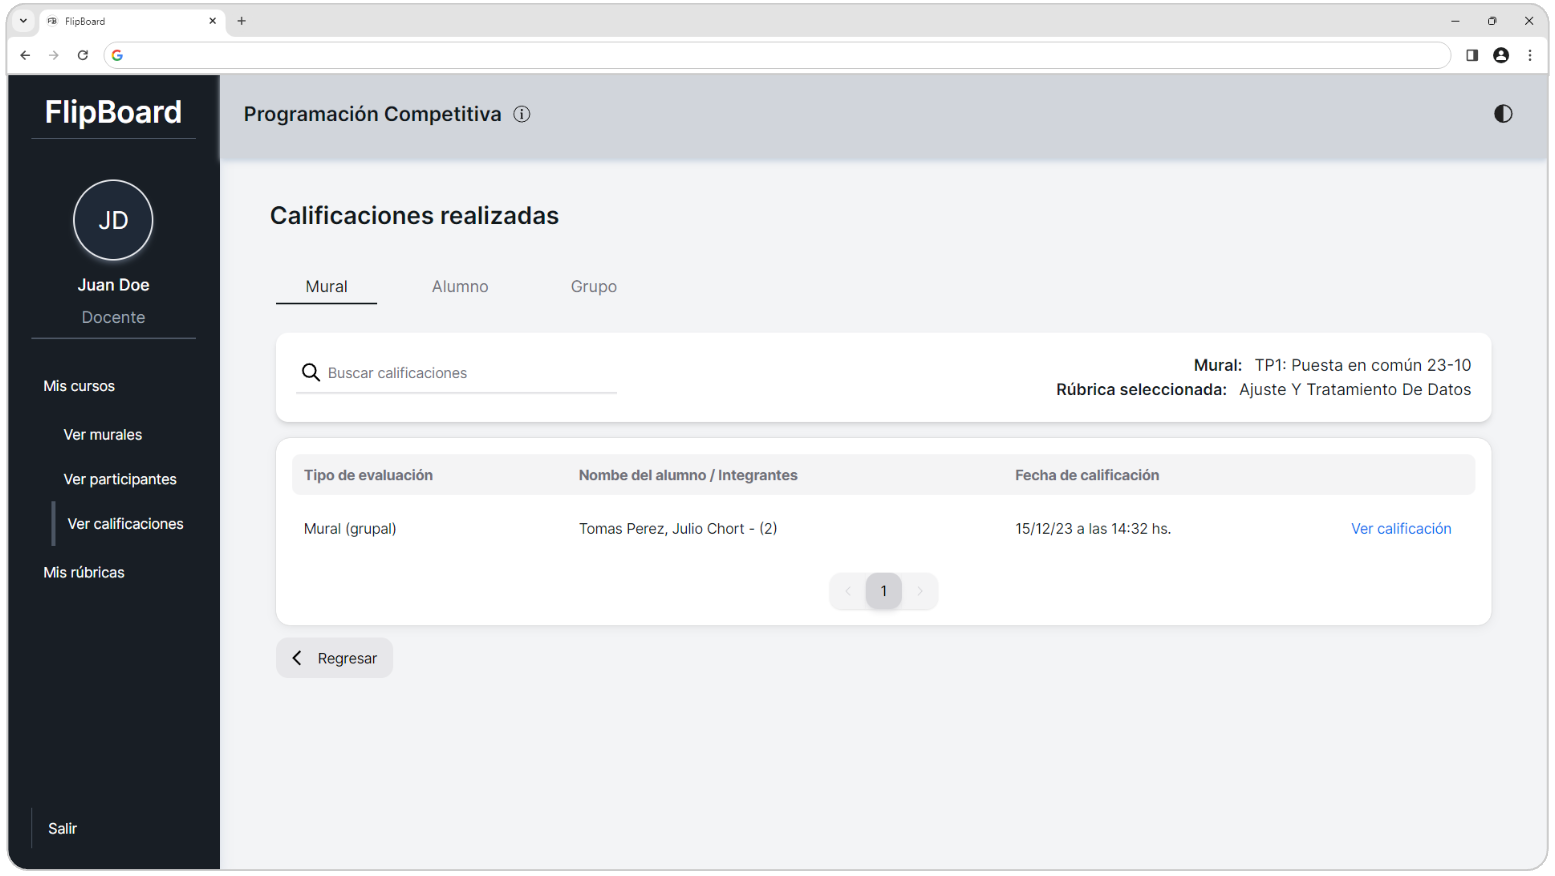 FlipBoard
FlipBoard
Programación Competitiva
JD
Juan Doe
Docente
Mis cursos
Ver murales
Ver participantes
Ver calificaciones
Mis rúbricas
Salir
Calificaciones realizadas
Mural Alumno Grupo
Buscar calificaciones
Mural: TP1: Puesta en común 23-10
Rúbrica seleccionada: Ajuste Y Tratamiento De Datos
Tipo de evaluación Nombre del alumno / Integrantes Fecha de calificación
Mural (grupal) Tomas Perez, Julio Chort - (2) 15/12/23 a las 14:32 hs. Ver calificación
1
Regresar